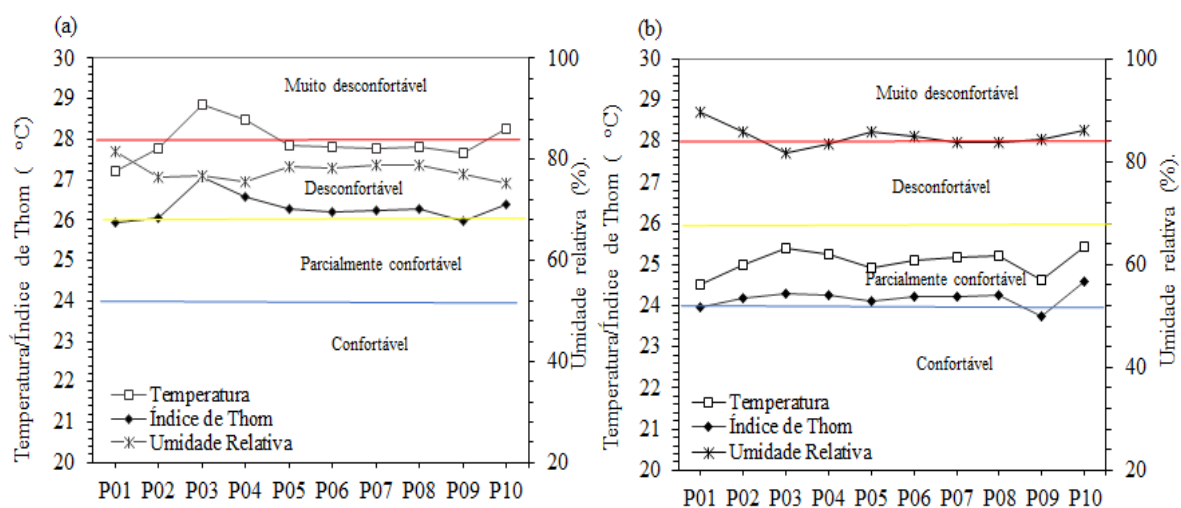 (a)
Temperatura/Índice de Thom ( ºC)
30
29
28
27
26
25
24
23
22
21
20
100
80
60
40
20
Umidade relativa (%).
Muito desconfortável
Desconfortável
Parcialmente confortável
Confortável
Temperatura
Índice de Thom
Umidade Relativa
P01 P02 P03 P04 P05 P06 P07 P08 P09 P10
(b)
Temperatura/Índice de Thom ( ºC)
30
29
28
27
26
25
24
23
22
21
20
100
80
60
40
20
Umidade relativa (%).
Muito desconfortável
Desconfortável
Parcialmente confortável
Confortável
Temperatura
Índice de Thom
Umidade Relativa
P01 P02 P03 P04 P05 P06 P07 P08 P09 P10